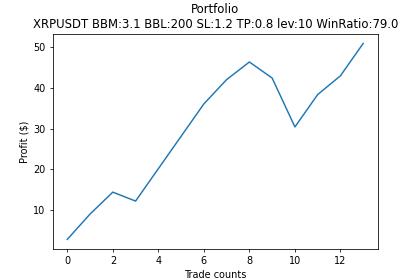 Portfolio
XRPUSDT BBM:3.1 BBL:200 SL:1.2 TP:0.8 lev:10 WinRatio:79.0
50
40
30
20
10
Profit ($)
0 2 4 6 8 10 12
Trade counts